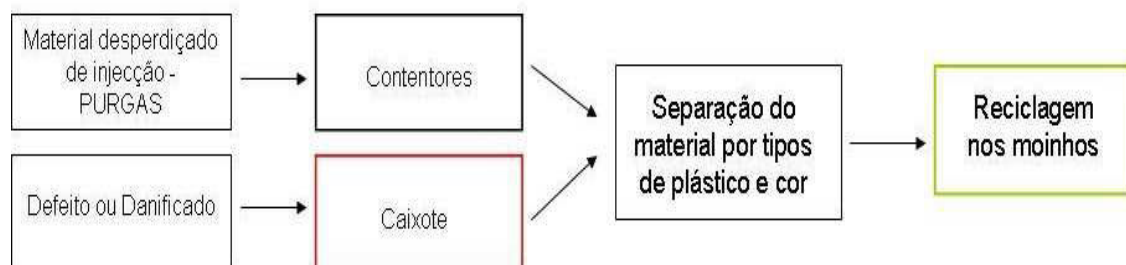 Material desperdiçado
de injecção -
PURGAS
Contentores
Separação do
material por tipos
de plástico e cor
Reciclagem
nos moinhos
Defeito ou Danificado
Caixote